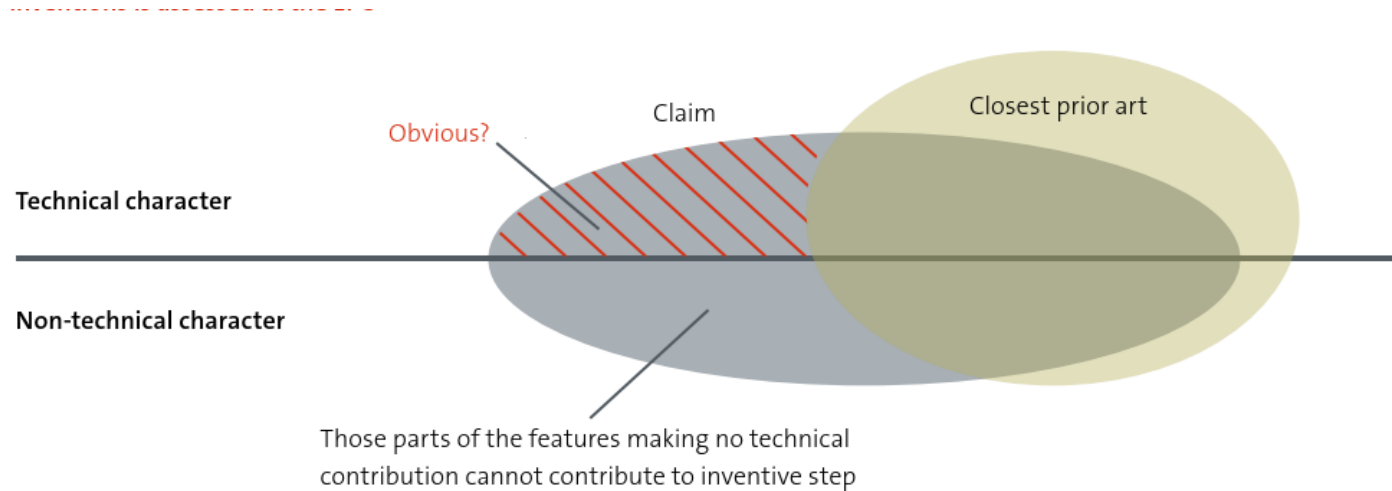 Claim
Closest prior art
Obvious?
Technical character
Non-technical character
Those parts of the features making no technical
contribution cannot contribute to inventive step